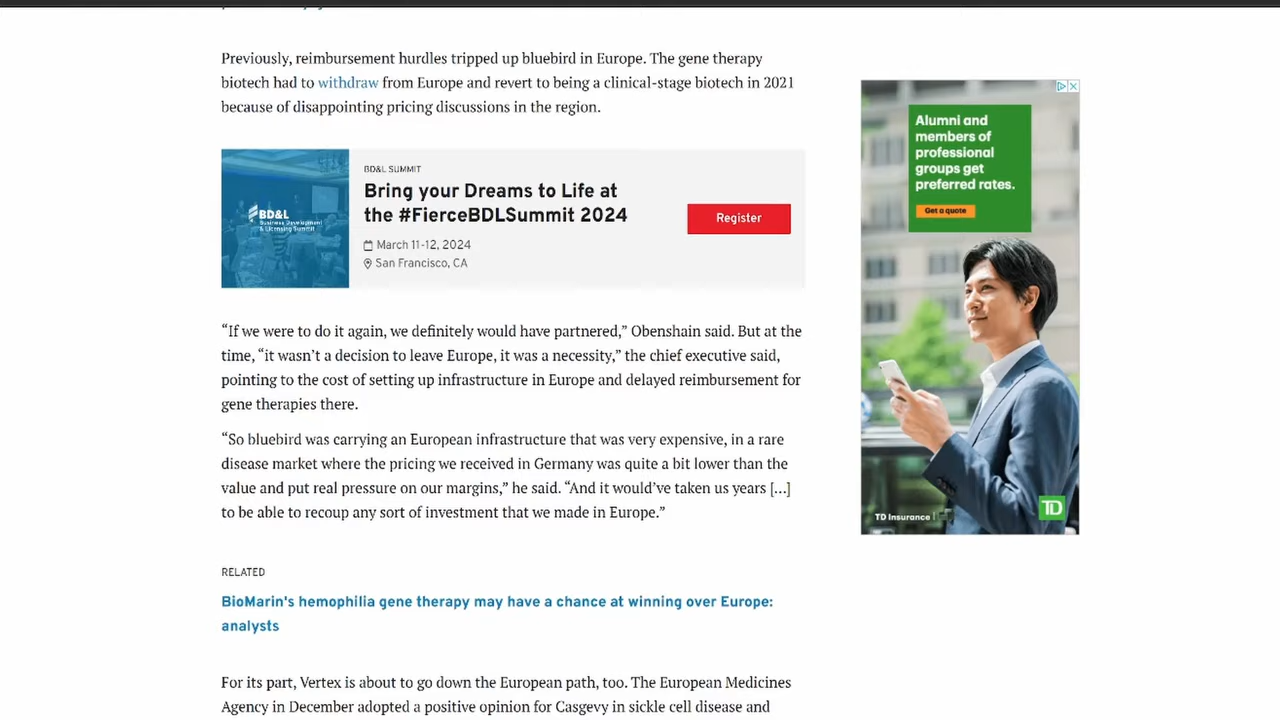 Previously, reimbursement hurdles tripped up bluebird in Europe. The gene therapy
biotech had to withdraw from Europe and revert to being a clinical-stage biotech in 2021
because of disappointing pricing discussions in the region.
BD&L
Business Development
& Licensing Summit
BD&L SUMMIT
Bring your Dreams to Life at
the #FierceBDLSummit 2024
March 11-12, 2024
San Francisco, CA
Register
“If we were to do it again, we definitely would have partnered,” Obenshain said. But at the
time, “it wasn’t a decision to leave Europe, it was a necessity,” the chief executive said,
pointing to the cost of setting up infrastructure in Europe and delayed reimbursement for
gene therapies there.
“So bluebird was carrying an European infrastructure that was very expensive, in a rare
disease market where the pricing we received in Germany was quite a bit lower than the
value and put real pressure on our margins,” he said. “And it would’ve taken us years [...]
to be able to recoup any sort of investment that we made in Europe.”
RELATED
BioMarin's hemophilia gene therapy may have a chance at winning over Europe:
analysts
For its part, Vertex is about to go down the European path, too. The European Medicines
Agency in December adopted a positive opinion for Casgevy in sickle cell disease and
Alumni and
members of
professional
groups get
preferred rates.
Get a quote
TD Insurance
TD